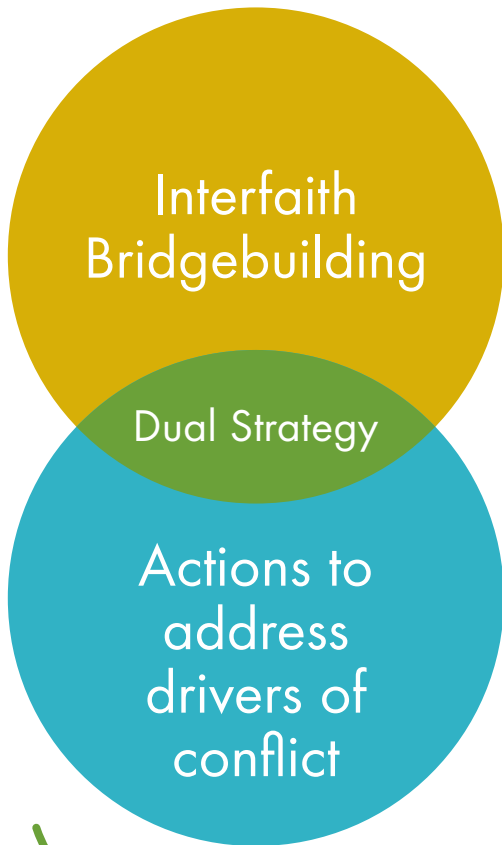 Interfaith
Bridgebuilding
Dual Strategy
Actions to
address
drivers of
conflict